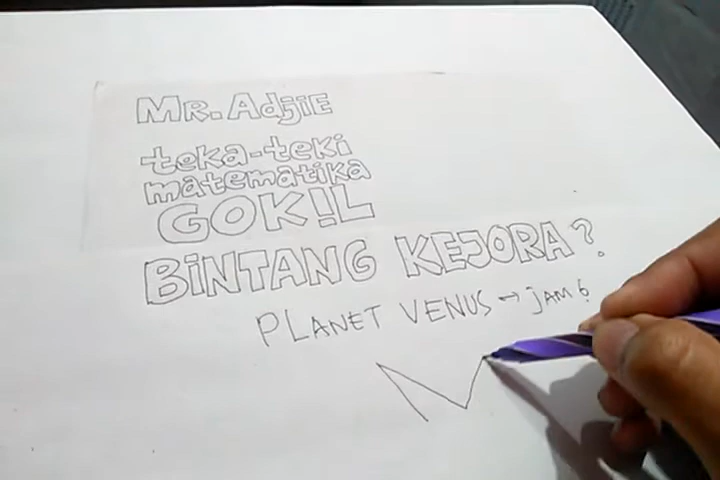 MR. AdjiE
teka-teki
matematika
GOK!L
BiNTANG KEJORA?
PLANET VENUS → jAM 6